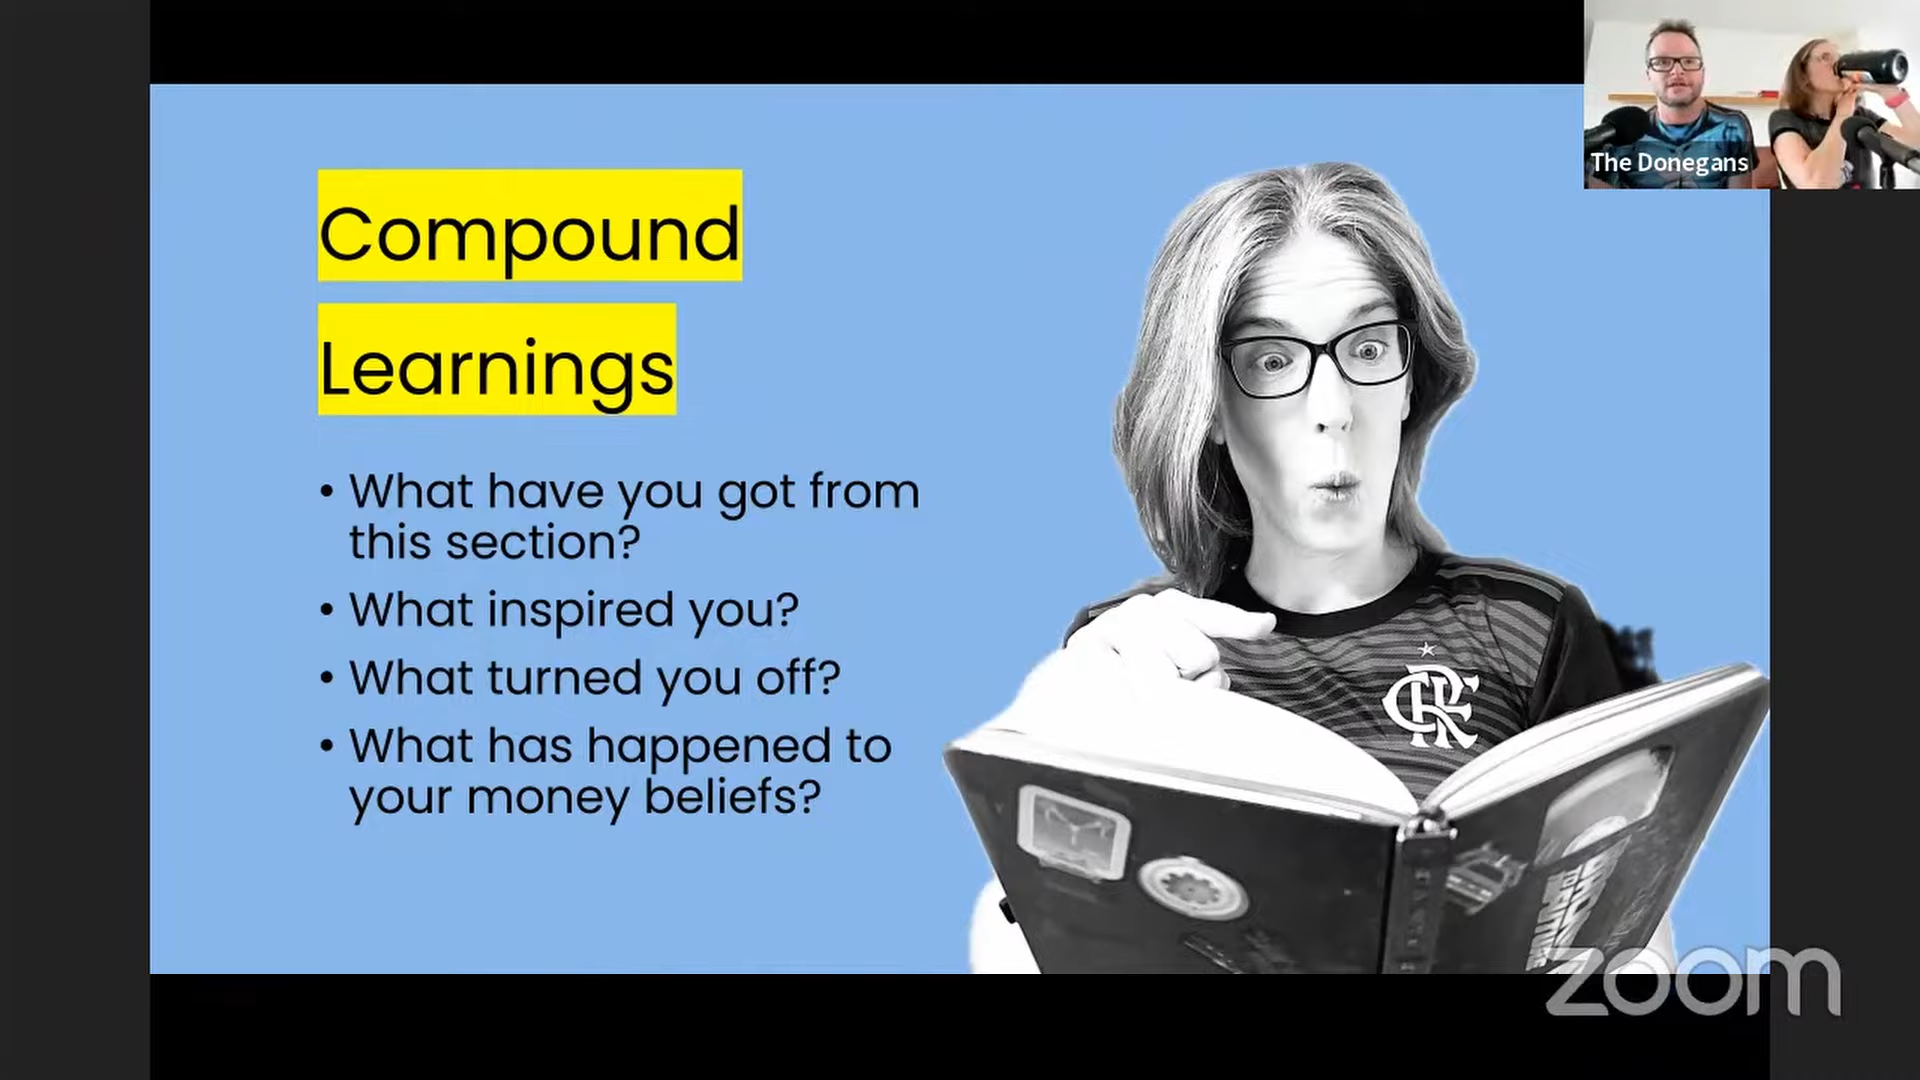 The Donegans
Compound
Learnings
• What have you got from
this section?
• What inspired you?
• What turned you off?
• What has happened to
your money beliefs?
zoom